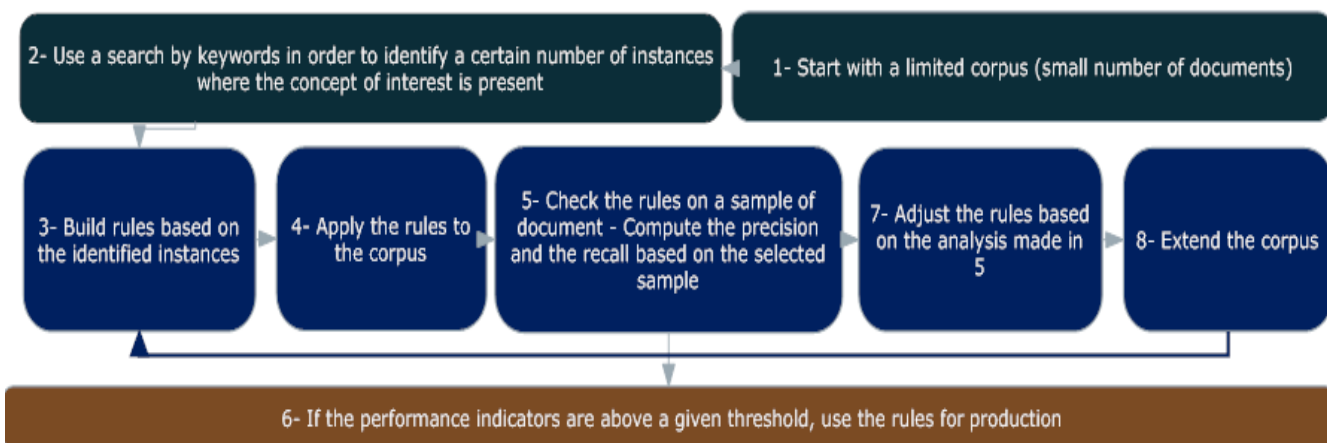 2- Use a search by keywords in order to identify a certain number of instances
where the concept of interest is present
1- Start with a limited corpus (small number of documents)
3- Build rules based on
the identified instances
4- Apply the rules to
the corpus
5- Check the rules on a sample of
document - Compute the precision
and the recall based on the selected
sample
7- Adjust the rules based
on the analysis made in
5
8- Extend the corpus
6- If the performance indicators are above a given threshold, use the rules for production